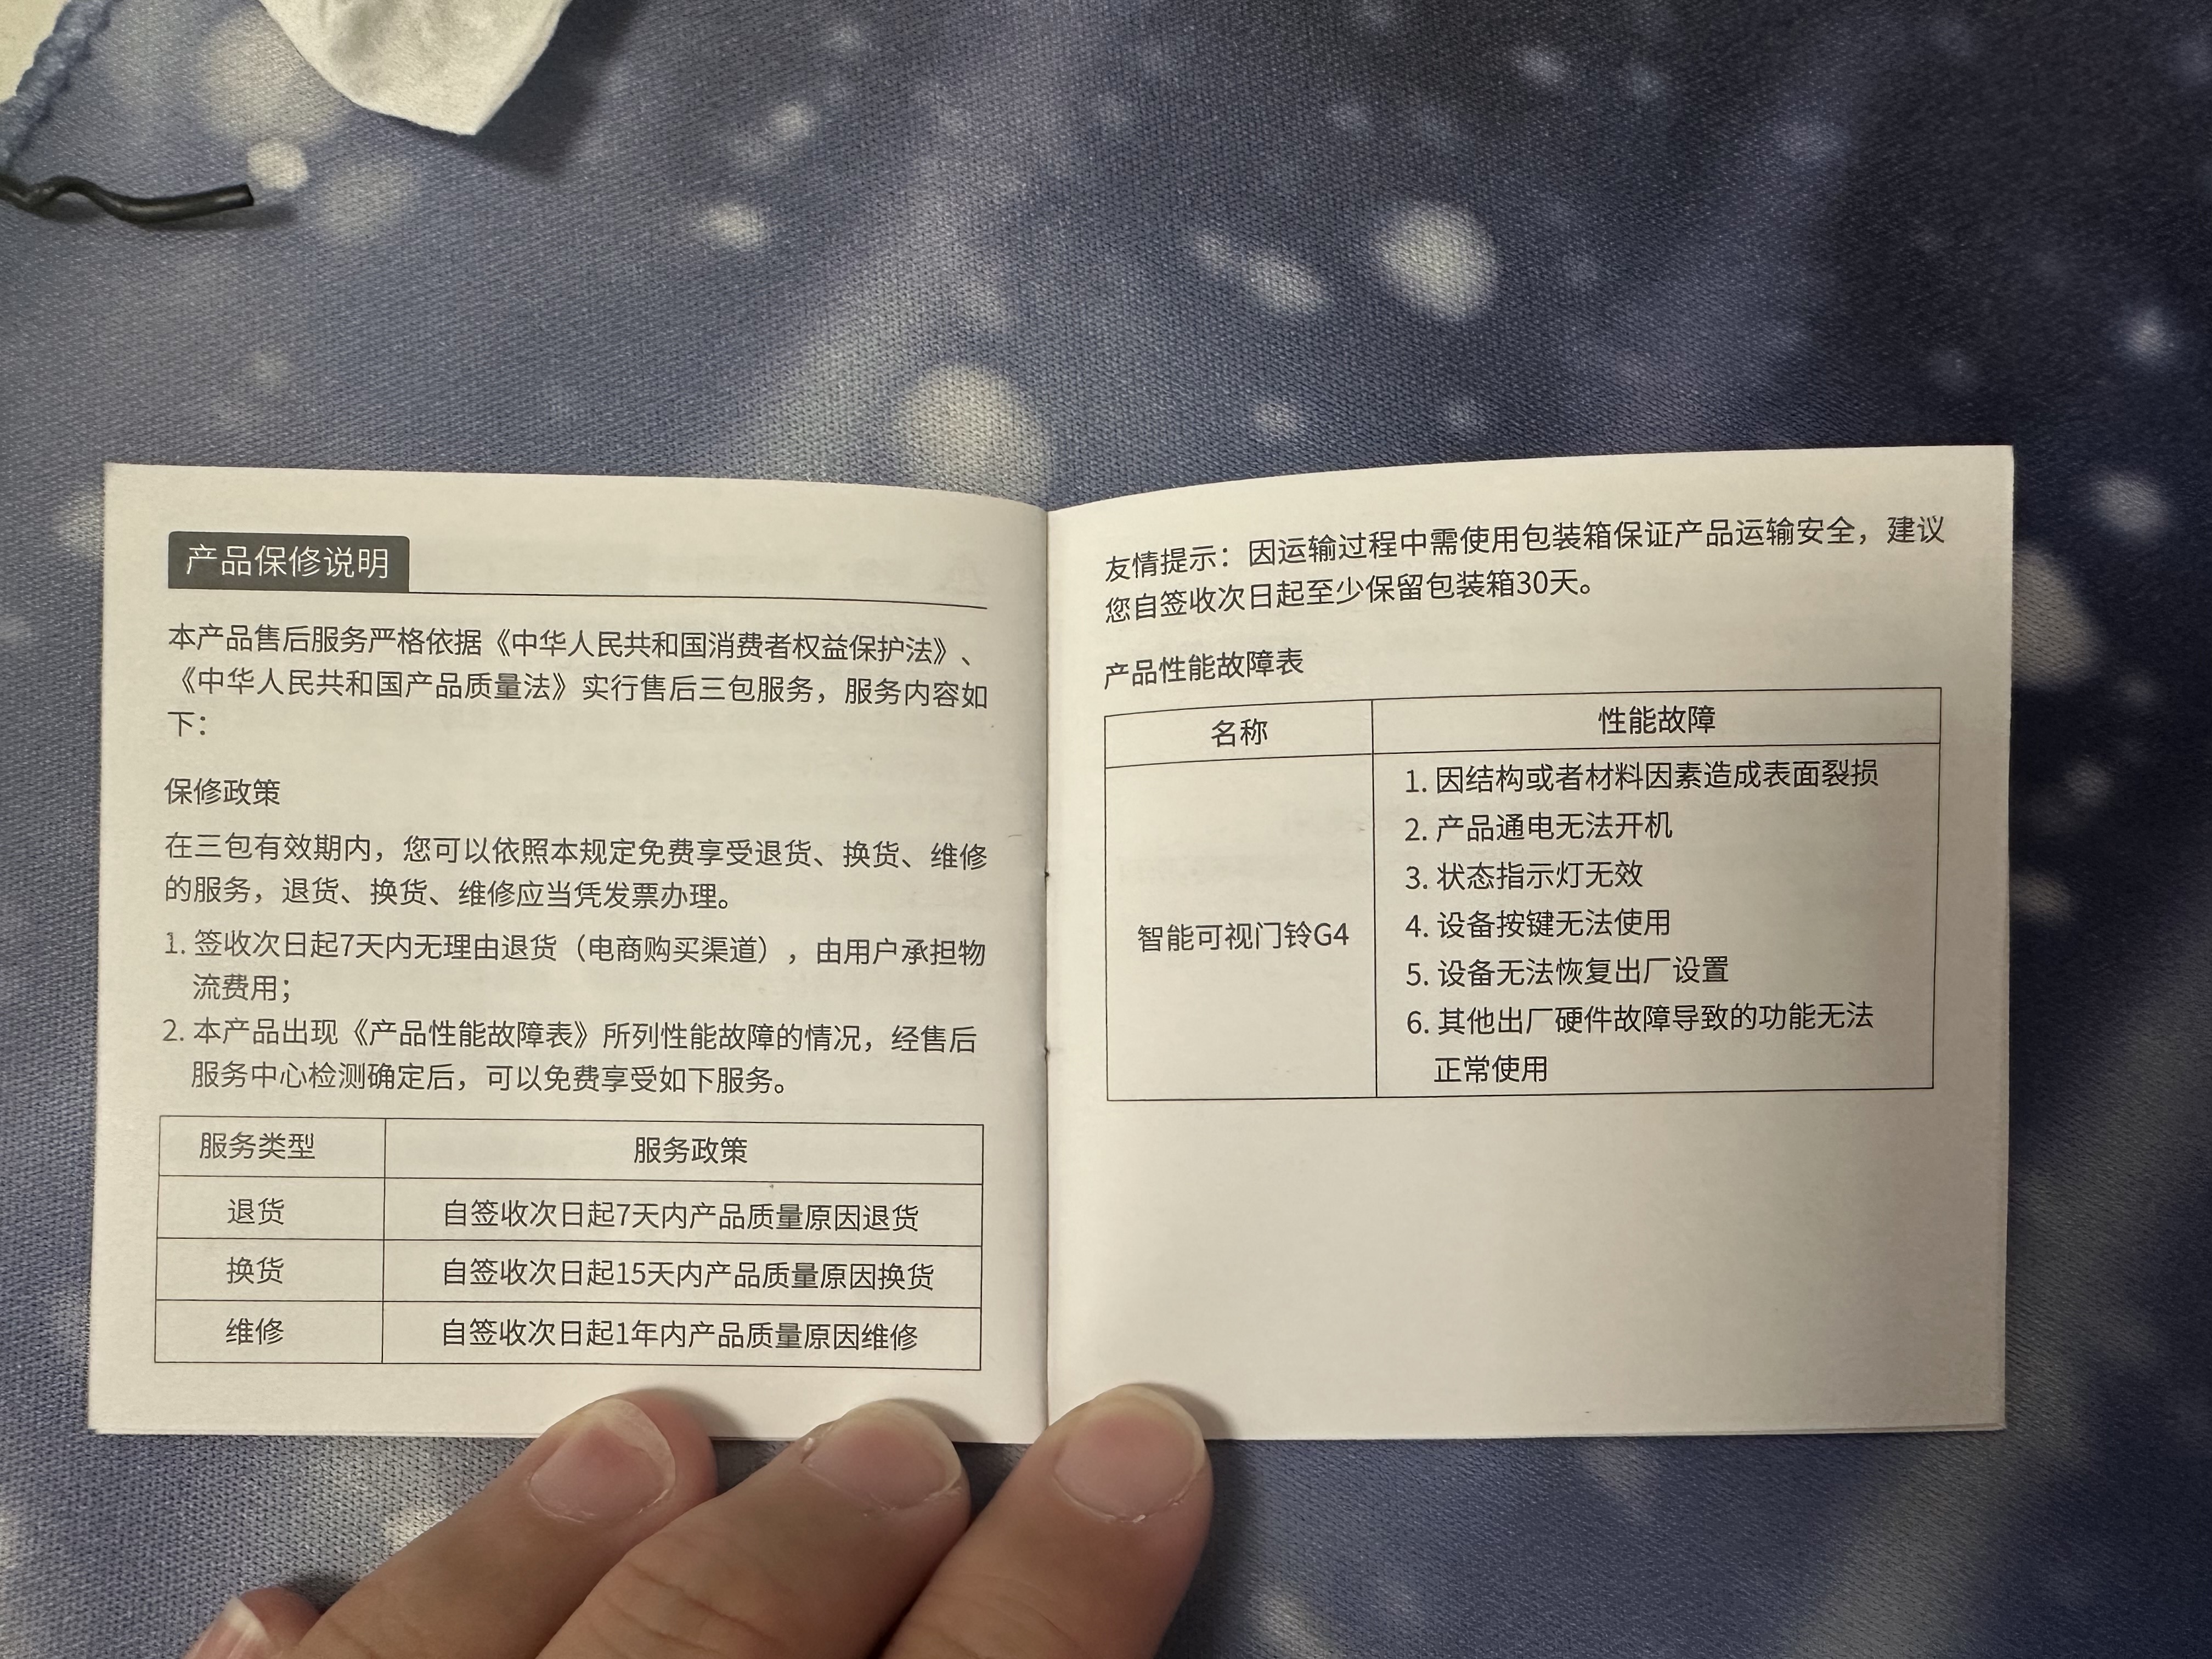 产品保修说明
本产品售后服务严格依据《中华人民共和国消费者权益保护法》、
《中华人民共和国产品质量法》实行售后三包服务，服务内容如
下：
保修政策
在三包有效期内，您可以依照本规定免费享受退货、换货、维修
的服务，退货、换货、维修应当凭发票办理。
1. 签收次日起7天内无理由退货（电商购买渠道），由用户承担物
流费用；
2. 本产品出现《产品性能故障表》所列性能故障的情况，经售后
服务中心检测确定后，可以免费享受如下服务。
服务类型 服务政策
退货 自签收次日起7天内产品质量原因退货
换货 自签收次日起15天内产品质量原因换货
维修 自签收次日起1年内产品质量原因维修
友情提示：因运输过程中需使用包装箱保证产品运输安全，建议
您自签收次日起至少保留包装箱30天。
产品性能故障表
名称 性能故障
智能可视门铃G4
1. 因结构或者材料因素造成表面裂损
2. 产品通电无法开机
3. 状态指示灯无效
4. 设备按键无法使用
5. 设备无法恢复出厂设置
6. 其他出厂硬件故障导致的功能无法
正常使用